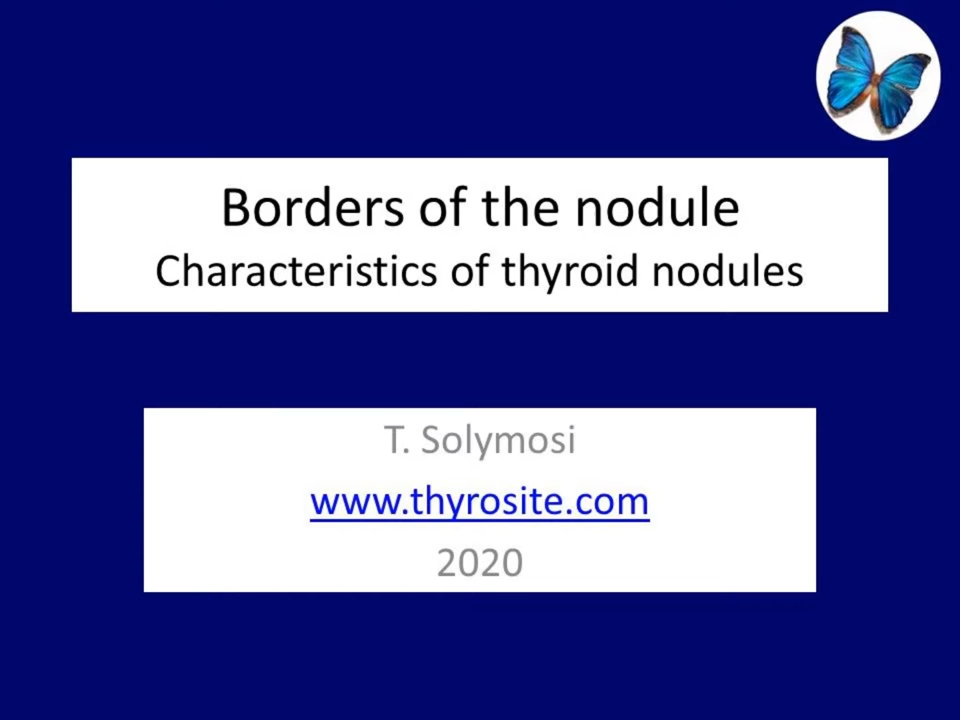 Borders of the nodule
Characteristics of thyroid nodules
T. Solymosi
www.thyrosite.com
2020